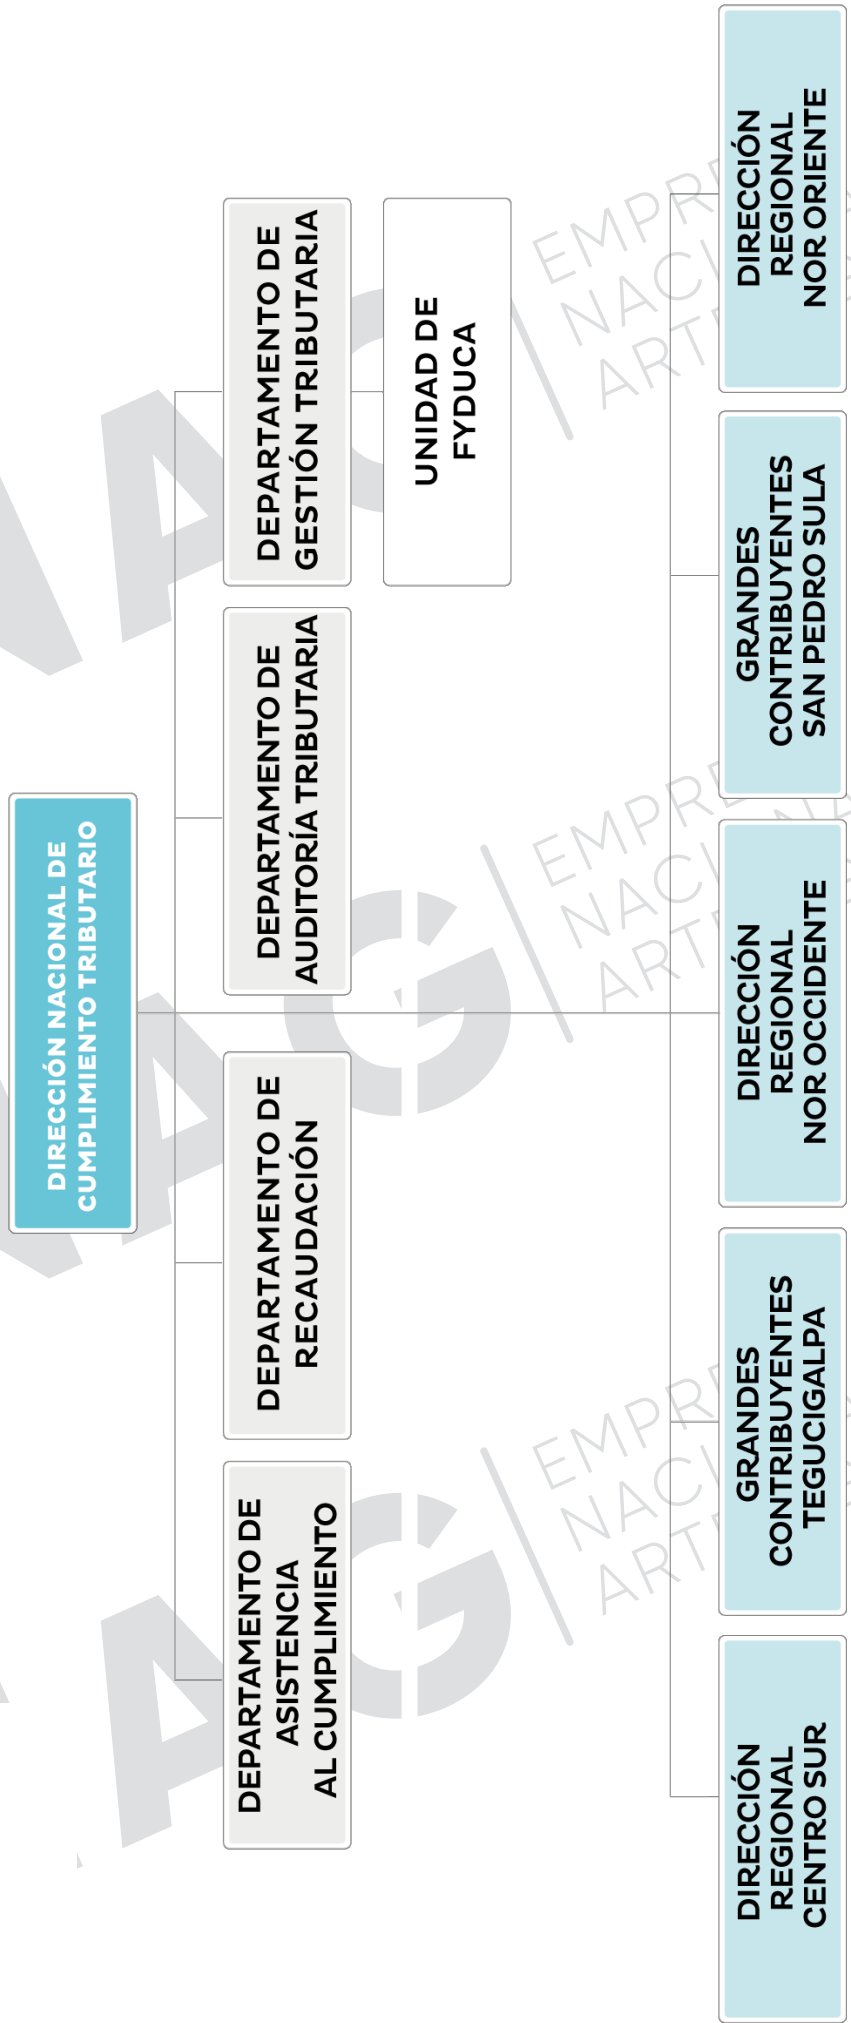 DIRECCIÓN NACIONAL DE
CUMPLIMIENTO TRIBUTARIO
DEPARTAMENTO DE
ASISTENCIA
AL CUMPLIMIENTO
DEPARTAMENTO DE
RECAUDACIÓN
DEPARTAMENTO DE
AUDITORÍA TRIBUTARIA
DEPARTAMENTO DE
GESTIÓN TRIBUTARIA
UNIDAD DE
FYDUCA
DIRECCIÓN
REGIONAL
CENTRO SUR
GRANDES
CONTRIBUYENTES
TEGUCIGALPA
DIRECCIÓN
REGIONAL
NOR OCCIDENTE
GRANDES
CONTRIBUYENTES
SAN PEDRO SULA
DIRECCIÓN
REGIONAL
NOR ORIENTE